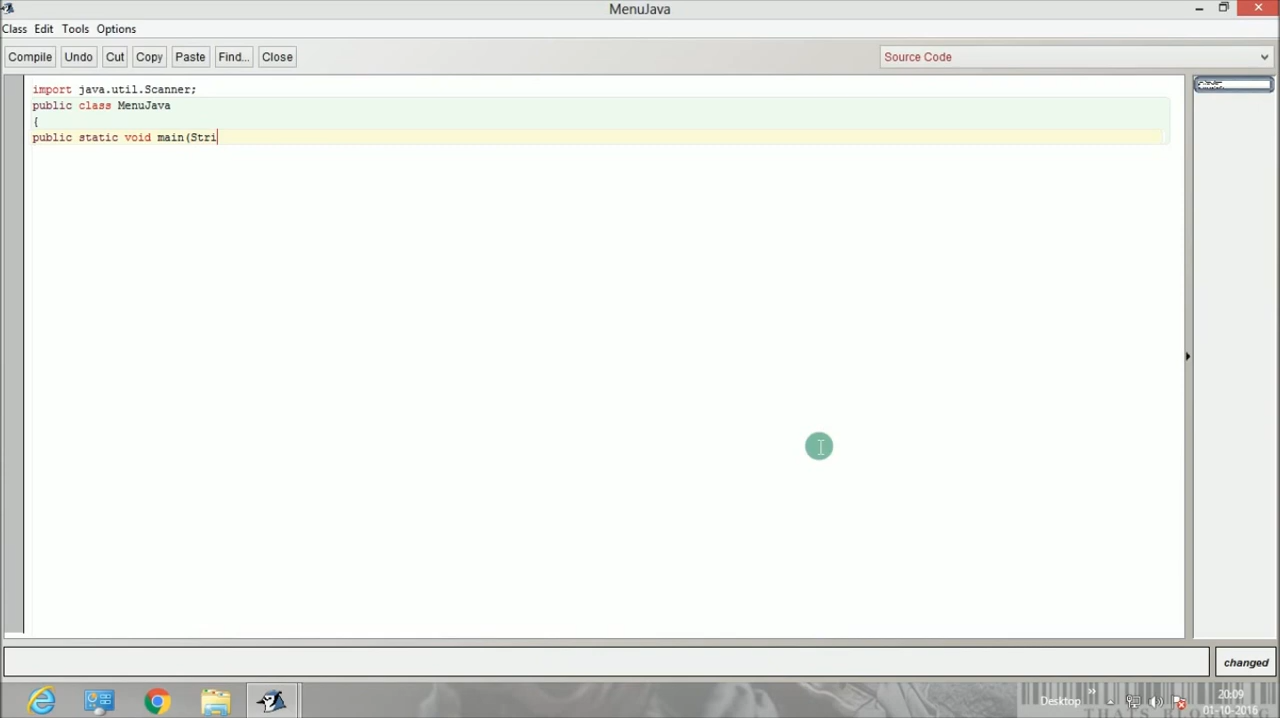 MenuJava
Class Edit Tools Options
Compile Undo Cut Copy Paste Find... Close Source Code
import java.util.Scanner;
public class MenuJava
{
public static void main(Stri
changed
Desktop
20:09
01-10-2016